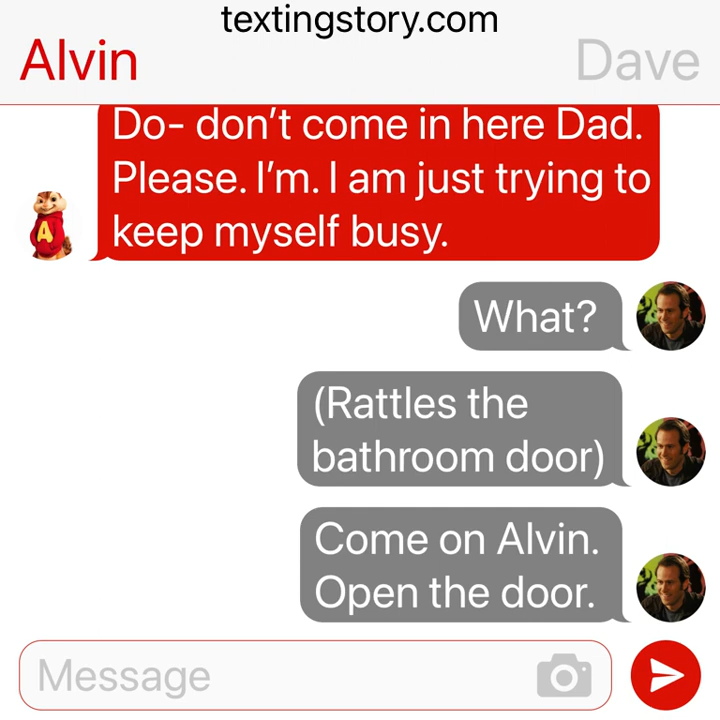 textingstory.com
Alvin
Dave
Do- don't come in here Dad.
Please. I'm. I am just trying to
keep myself busy.
A
What?
(Rattles the
bathroom door)
Come on Alvin.
Open the door.
Message